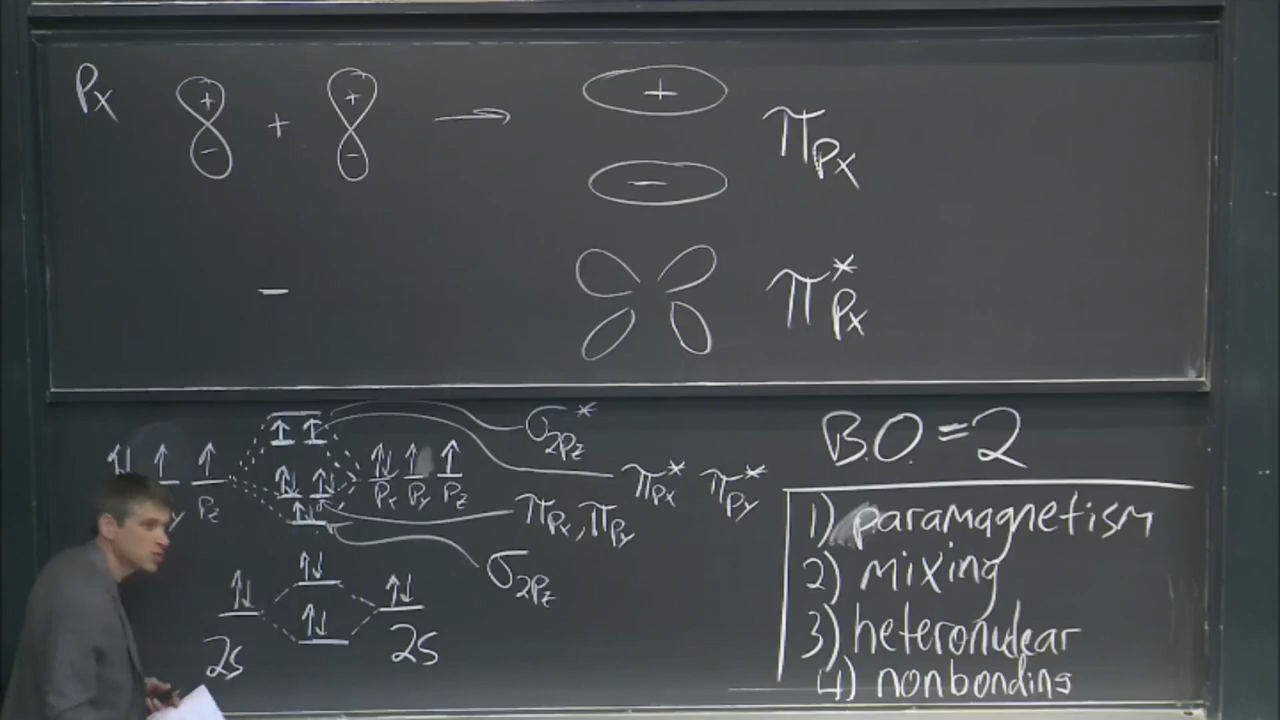 Px + + + → + π Px
- - -
- π* Px
σ* 2Pz
B.O. = 2
Px Py Pz
y Pz
π* Px π* Py
π Px, π Py
σ 2Pz
2s 2s
1) paramagnetism
2) mixing
3) heteronuclear
4) nonbonding